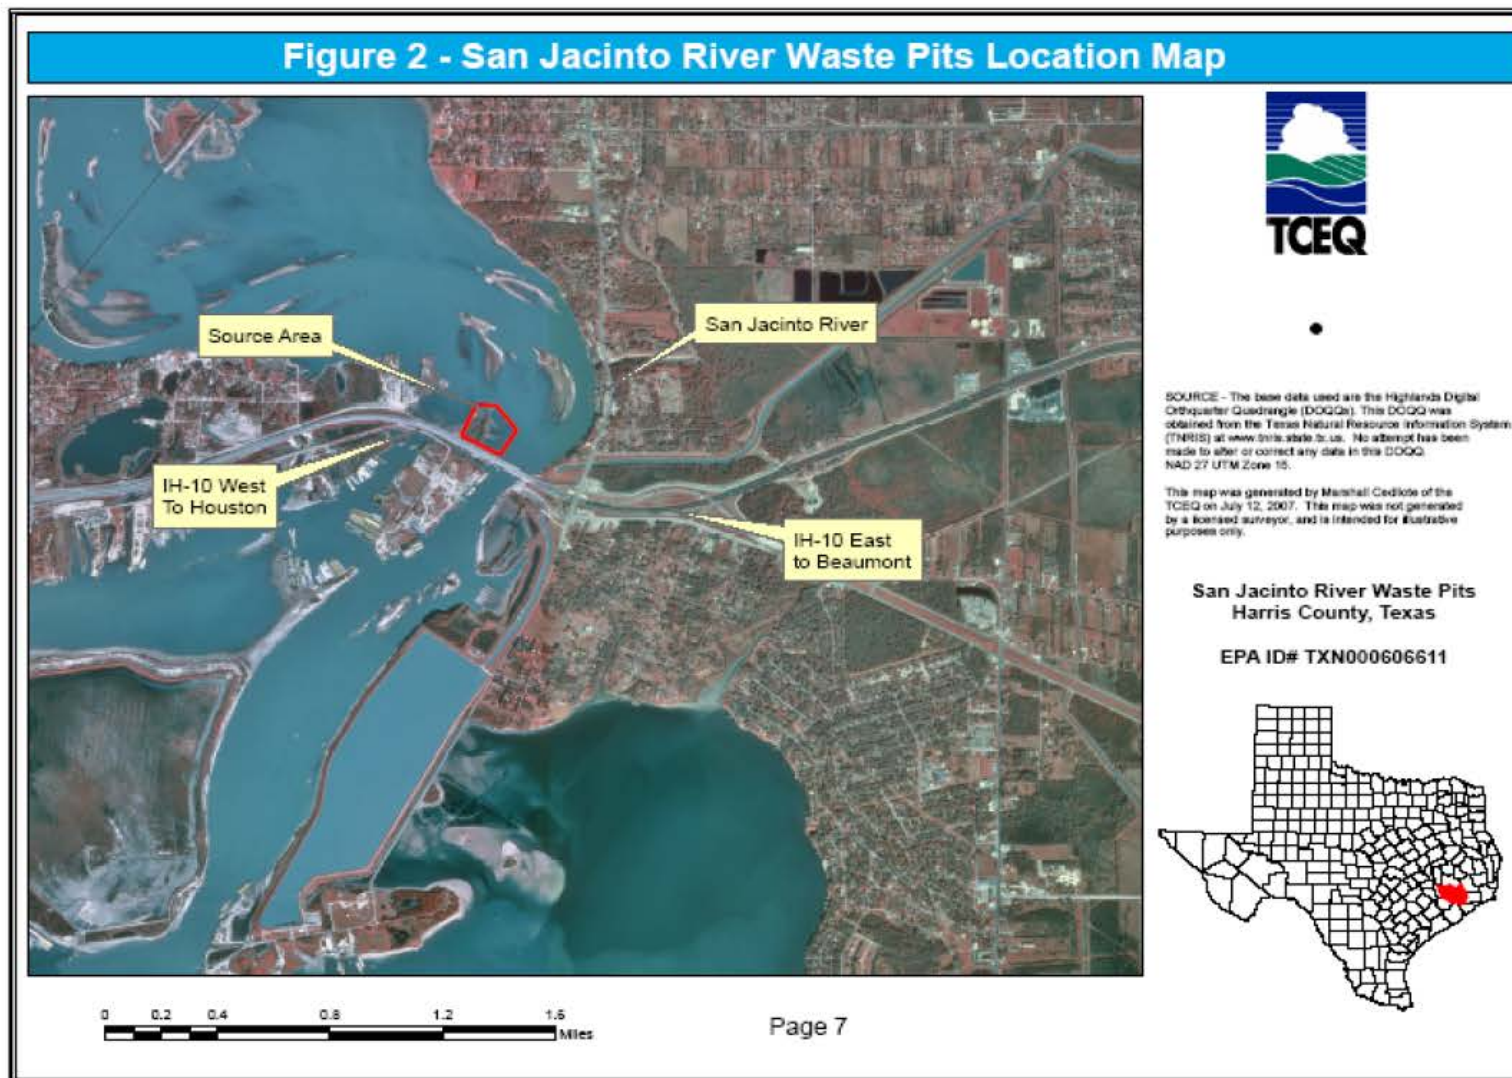 Figure 2 - San Jacinto River Waste Pits Location Map
TCEQ
Source Area
San Jacinto River
IH-10 West
To Houston
IH-10 East
to Beaumont
SOURCE - The base data used are the Highlands Digital
Orthquarter Quadrangle (DOQQs). This DOQQ was
obtained from the Texas Natural Resource Information System
(TNRIS) at www.tnris.state.tx.us. No attempt has been
made to alter or correct any data in this DOQQ.
NAD 27 UTM Zone 15.
This map was generated by Marshall Cedilote of the
TCEQ on July 12, 2007. This map was not generated
by a licensed surveyor, and is intended for illustrative
purposes only.
San Jacinto River Waste Pits
Harris County, Texas
EPA ID# TXN000606611
0 0.2 0.4 0.8 1.2 1.6
Miles
Page 7